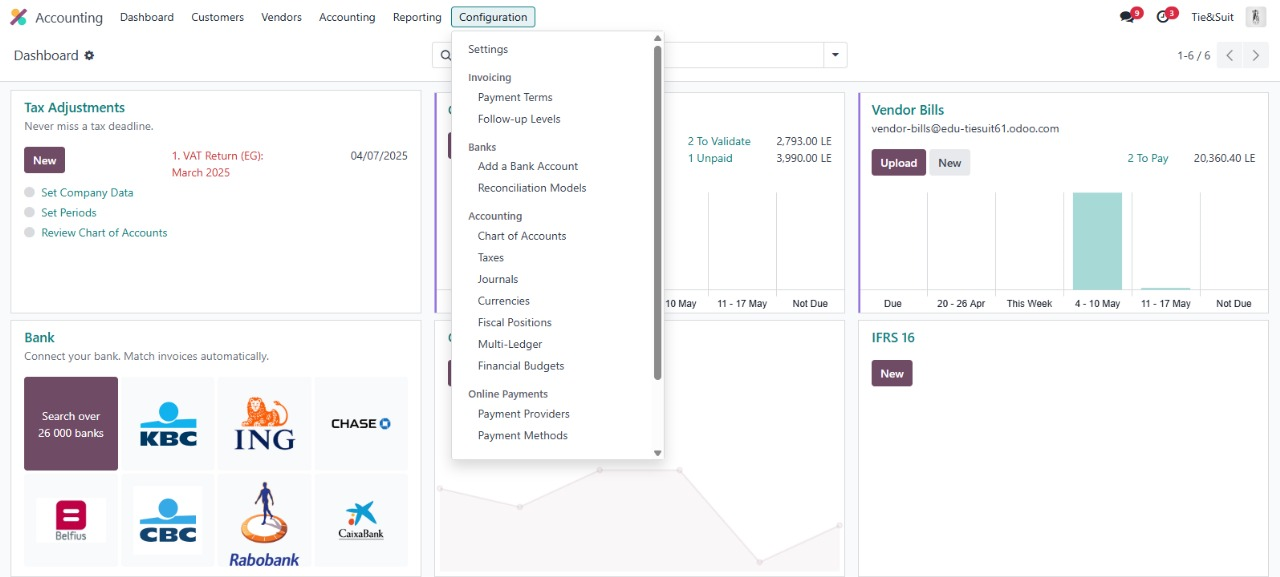 Accounting
Dashboard
Customers
Vendors
Accounting
Reporting
Configuration
9
3
Tie&Suit
Dashboard
1-6 / 6
Settings
Invoicing
Payment Terms
Follow-up Levels
Banks
Add a Bank Account
Reconciliation Models
Accounting
Chart of Accounts
Taxes
Journals
Currencies
Fiscal Positions
Multi-Ledger
Financial Budgets
Online Payments
Payment Providers
Payment Methods
Tax Adjustments
Never miss a tax deadline.
New
1. VAT Return (EG):
March 2025
04/07/2025
Set Company Data
Set Periods
Review Chart of Accounts
2 To Validate
2,793.00 LE
1 Unpaid
3,990.00 LE
10 May
11 - 17 May
Not Due
Vendor Bills
vendor-bills@edu-tiesuit61.odoo.com
Upload
New
2 To Pay
20,360.40 LE
Due
20 - 26 Apr
This Week
4 - 10 May
11 - 17 May
Not Due
Bank
Connect your bank. Match invoices automatically.
Search over
26 000 banks
KBC
ING
CHASE
Belfius
CBC
Rabobank
CaixaBank
IFRS 16
New